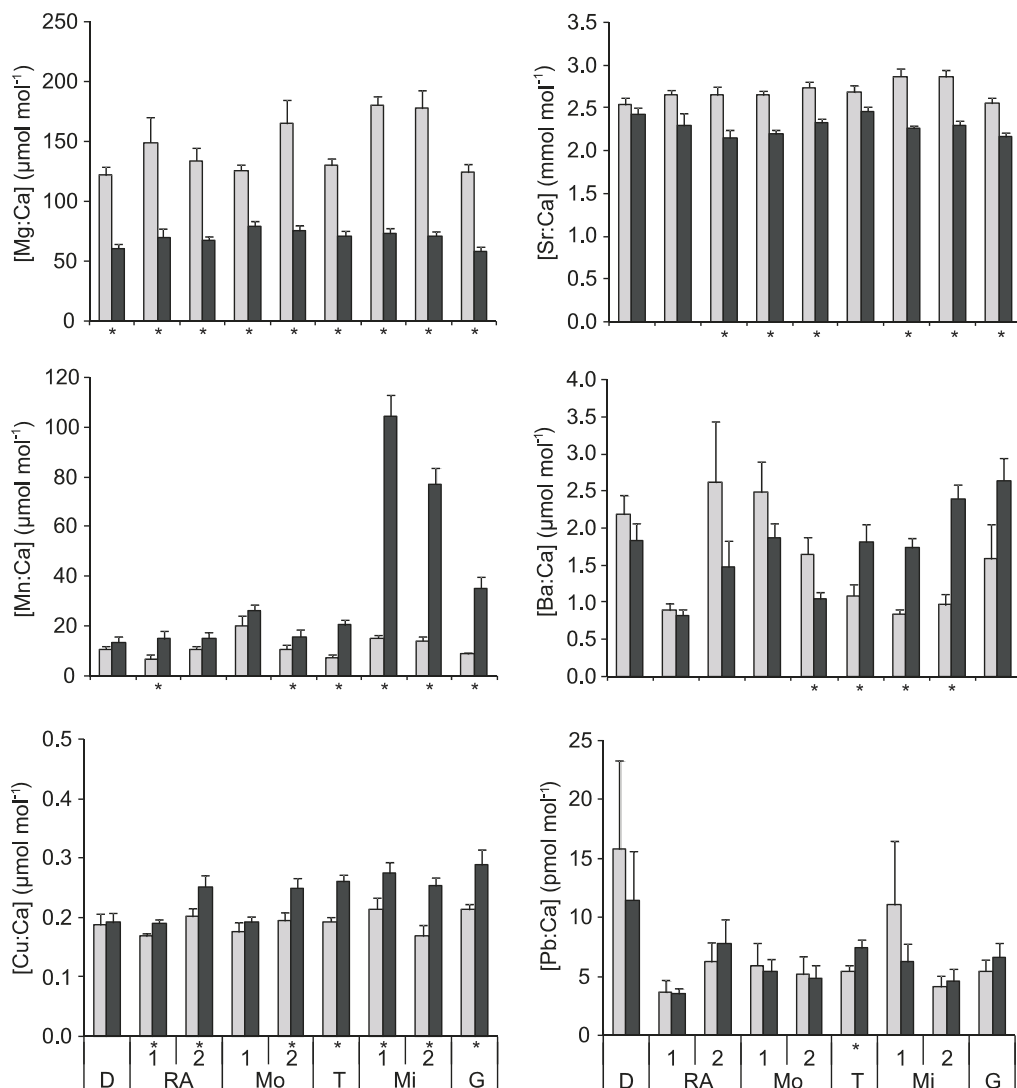 [Mg:Ca] (µmol mol⁻¹)
250
200
150
100
50
0
* * * * * * * * *
[Sr:Ca] (mmol mol⁻¹)
3.5
3.0
2.5
2.0
1.5
1.0
0.5
0.0
* * * * * *
[Mn:Ca] (µmol mol⁻¹)
120
100
80
60
40
20
0
* * * * * *
[Ba:Ca] (µmol mol⁻¹)
4.0
3.5
3.0
2.5
2.0
1.5
1.0
0.5
0.0
* * * *
[Cu:Ca] (µmol mol⁻¹)
0.5
0.4
0.3
0.2
0.1
0.0
* * * * * * *
1 2 1 2 1 2
D RA Mo T Mi G
[Pb:Ca] (pmol mol⁻¹)
25
20
15
10
5
0
*
1 2 1 2 1 2
D RA Mo T Mi G